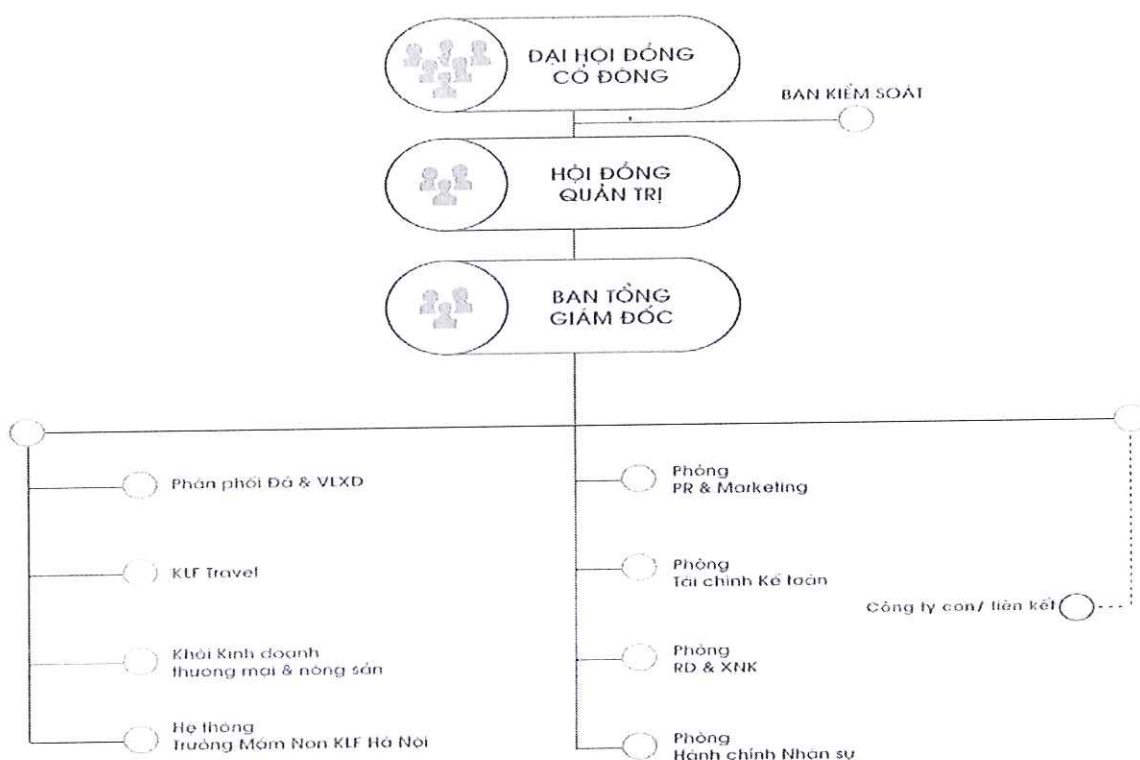 ĐẠI HỘI ĐỒNG
CỔ ĐÔNG
BAN KIỂM SOÁT
HỘI ĐỒNG
QUẢN TRỊ
BAN TỔNG
GIÁM ĐỐC
Phân phối Đá & VLXD
KLF Travel
Khối Kinh doanh
thương mại & nông sản
Hệ thống
Trường Mầm Non KLF Hà Nội
Phòng
PR & Marketing
Phòng
Tài chính Kế toán
Phòng
RD & XNK
Phòng
Hành chính Nhân sự
Công ty con/ liên kết